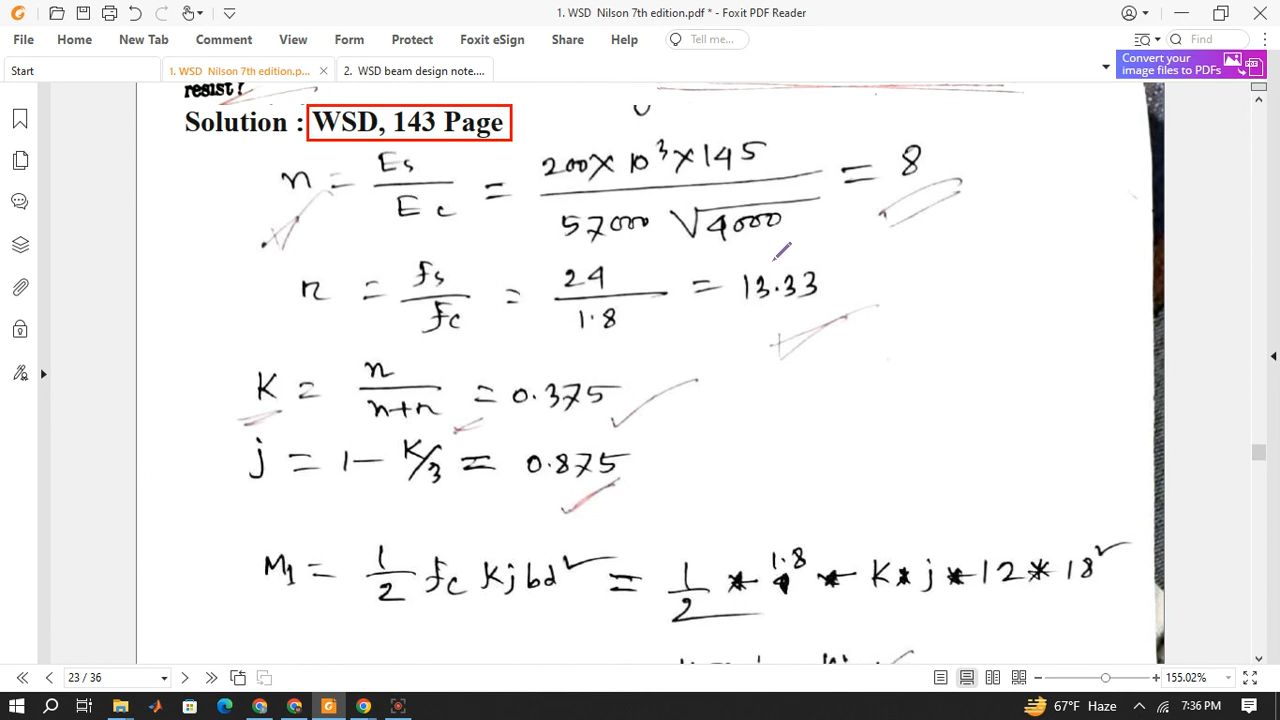 1. WSD Nilson 7th edition.pdf * - Foxit PDF Reader
File Home New Tab Comment View Form Protect Foxit eSign Share Help Tell me... Find
Start 1. WSD Nilson 7th edition.p... 2. WSD beam design note....
Convert your
image files to PDFs
resist?
Solution : WSD, 143 Page
n = Es/Ec = 200×10³×145 / 57000 √4000 = 8
r = fs/fc = 24/1.8 = 13.33
K = n/n+r = 0.375
j = 1 - K/3 = 0.875
M₁ = 1/2 fc Kjbd² = 1/2 * 1.8 * K * j * 12 * 18²
23 / 36 155.02%
67°F Haze 7:36 PM